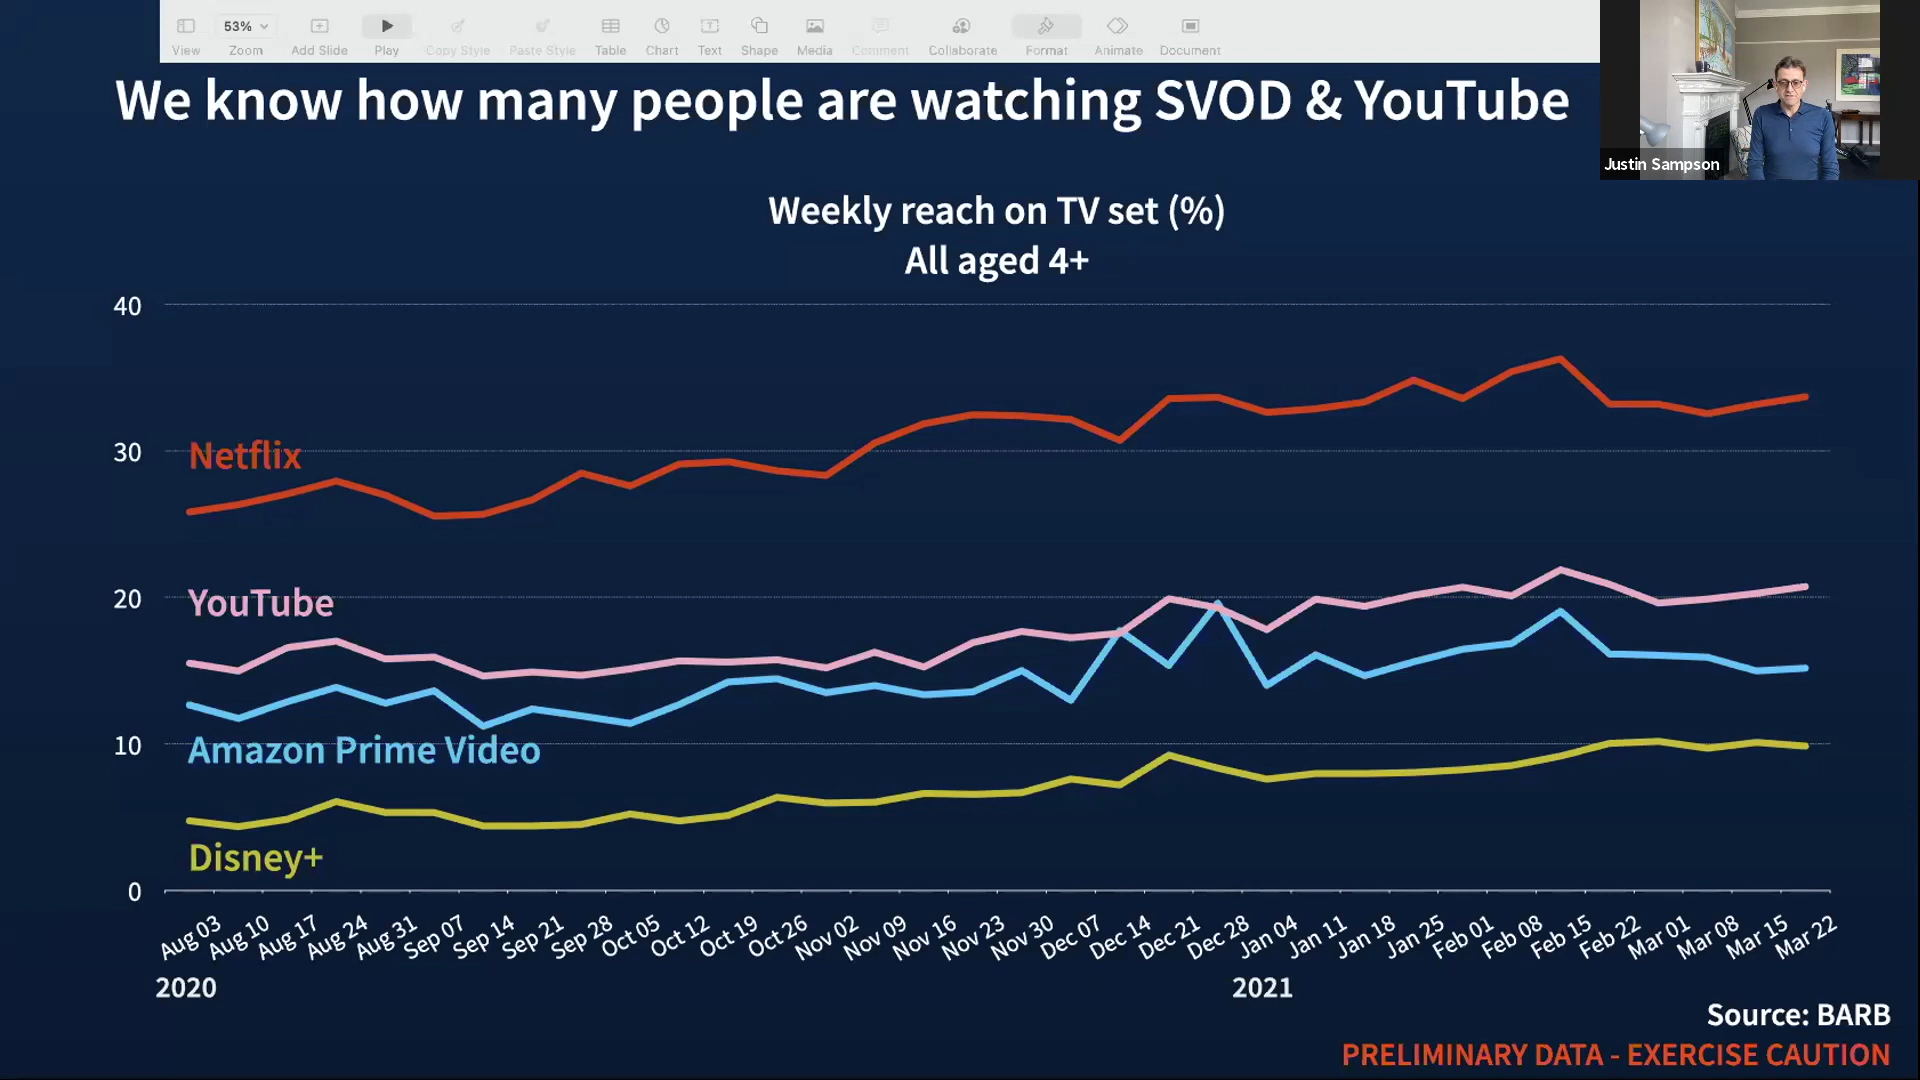 53%
View Zoom Add Slide Play Copy Style Paste Style Table Chart Text Shape Media Comment Collaborate Format Animate Document
We know how many people are watching SVOD & YouTube
Justin Sampson
Weekly reach on TV set (%)
All aged 4+
40
30
Netflix
20
YouTube
10
Amazon Prime Video
Disney+
0
Aug 03 Aug 10 Aug 17 Aug 24 Aug 31 Sep 07 Sep 14 Sep 21 Sep 28 Oct 05 Oct 12 Oct 19 Oct 26 Nov 02 Nov 09 Nov 16 Nov 23 Nov 30 Dec 07 Dec 14 Dec 21 Dec 28 Jan 04 Jan 11 Jan 18 Jan 25 Feb 01 Feb 08 Feb 15 Feb 22 Mar 01 Mar 08 Mar 15 Mar 22
2020 2021
Source: BARB
PRELIMINARY DATA - EXERCISE CAUTION